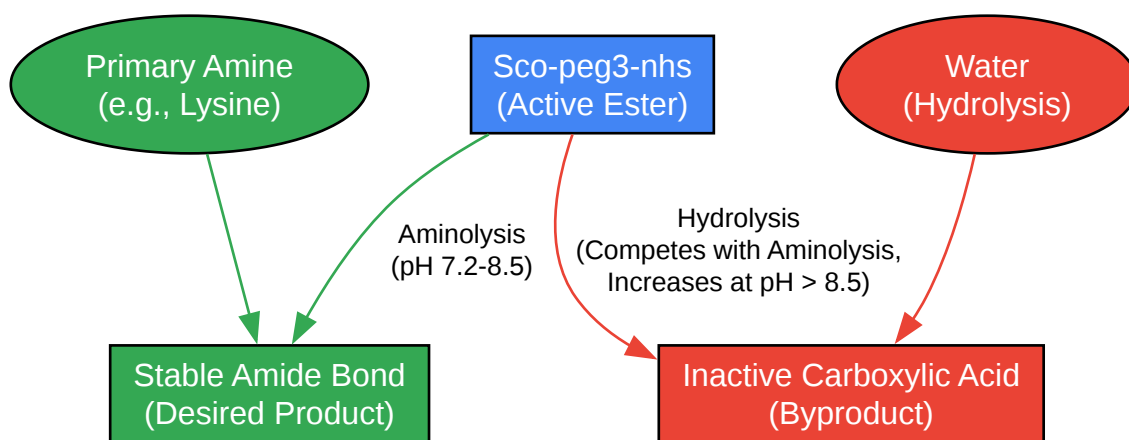 Primary Amine
(e.g., Lysine)
Sco-peg3-nhs
(Active Ester)
Water
(Hydrolysis)
Aminolysis
(pH 7.2-8.5)
Hydrolysis
(Competes with Aminolysis,
Increases at pH > 8.5)
Stable Amide Bond
(Desired Product)
Inactive Carboxylic Acid
(Byproduct)